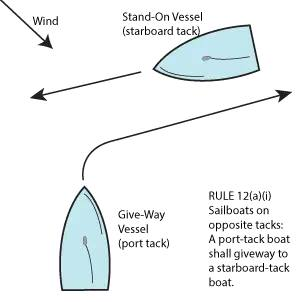 Wind
Stand-On Vessel
(starboard tack)
Give-Way
Vessel
(port tack)
RULE 12(a)(i)
Sailboats on
opposite tacks:
A port-tack boat
shall giveway to
a starboard-tack
boat.